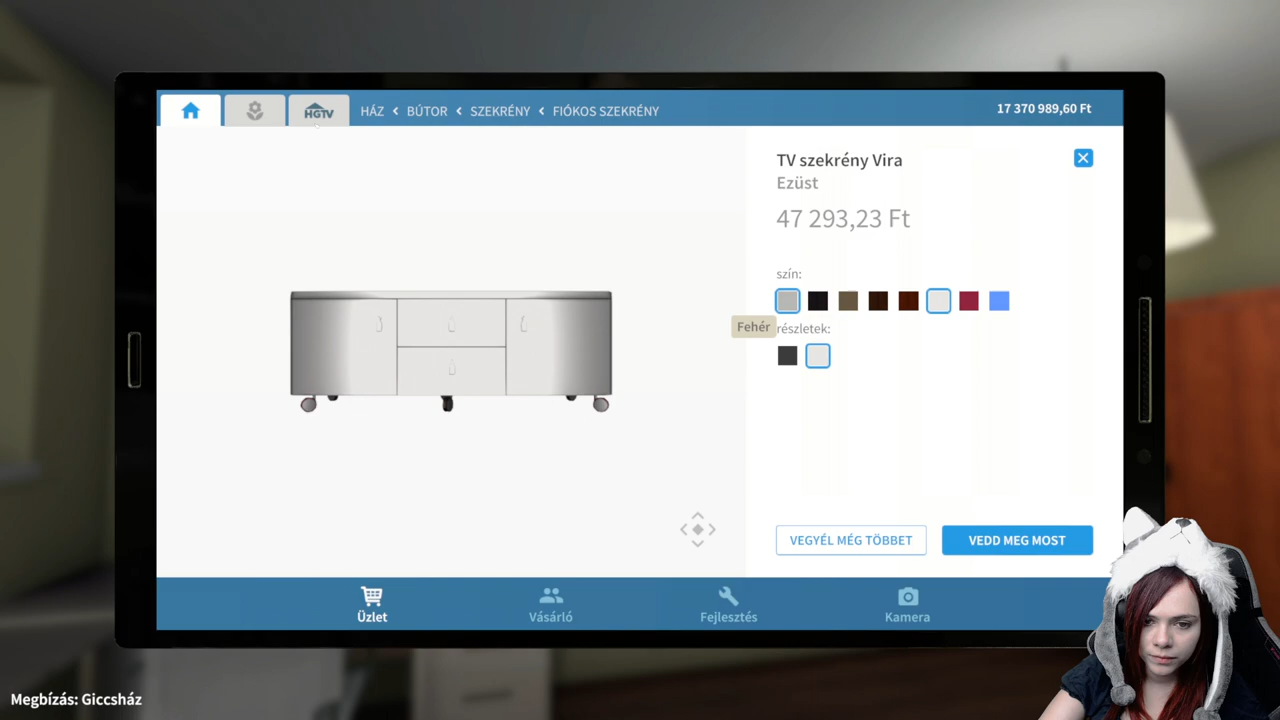 HGTV
HÁZ < BÚTOR < SZEKRÉNY < FIÓKOS SZEKRÉNY
17 370 989,60 Ft
TV szekrény Vira
Ezüst
47 293,23 Ft
szín:
Fehér
részletek:
VEGYÉL MÉG TÖBBET
VEDD MEG MOST
Üzlet
Vásárló
Fejlesztés
Kamera
Megbízás: Giccsház